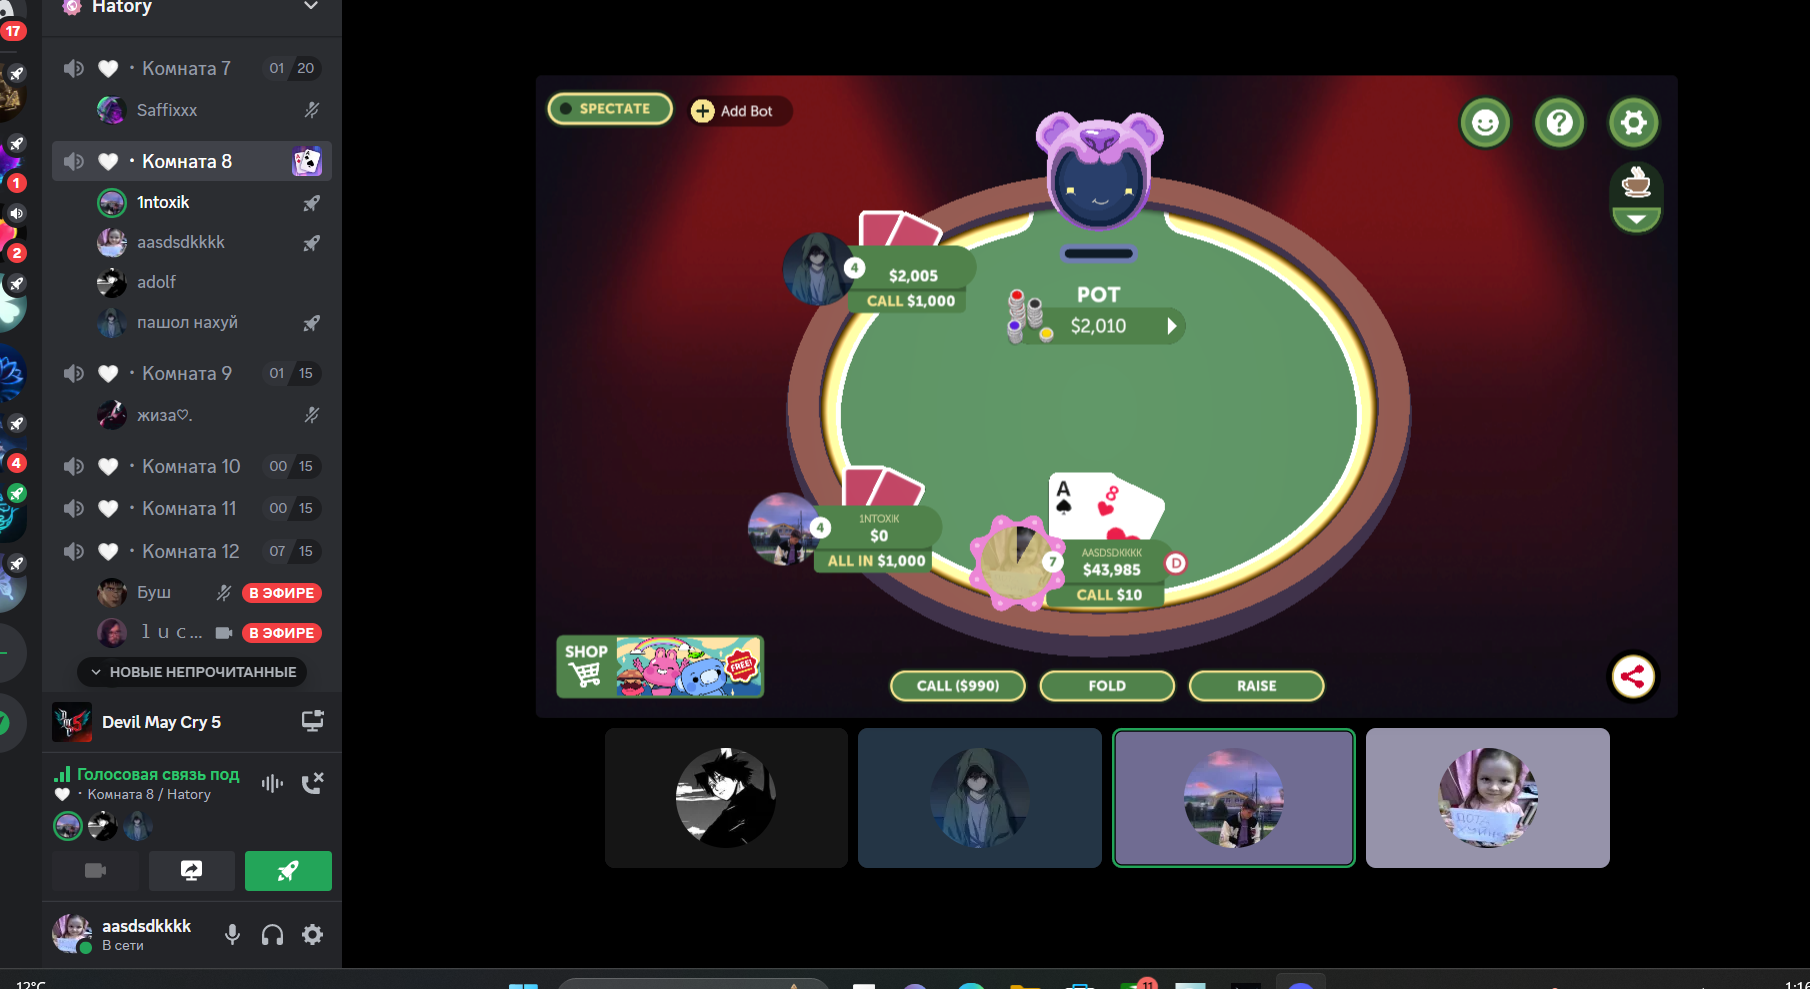 17
1
2
4
Hatory
Комната 7
01 20
Saffixxx
Комната 8
1ntoxik
aasdsdkkkk
adolf
пашол нахуй
Комната 9
01 15
жиза♡.
Комната 10
00 15
Комната 11
00 15
Комната 12
07 15
Буш
В ЭФИРЕ
l u c ...
В ЭФИРЕ
НОВЫЕ НЕПРОЧИТАННЫЕ
Devil May Cry 5
Голосовая связь под
Комната 8 / Hatory
aasdsdkkkk
В сети
SPECTATE
Add Bot
4
$2,005
CALL $1,000
POT
$2,010
4
1NTOXIK
$0
ALL IN $1,000
A
8
7
AASDSDKKKK
$43,985
D
CALL $10
SHOP
FREE!
CALL ($990)
FOLD
RAISE
12°C
11